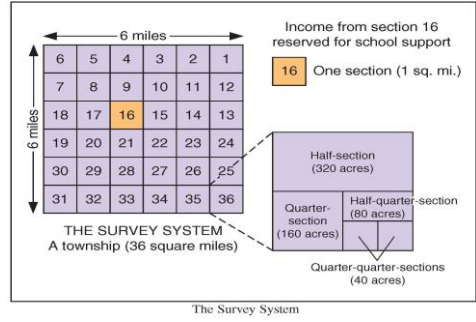 6 miles
Income from section 16
reserved for school support
16 One section (1 sq. mi.)
6 miles
6 5 4 3 2 1
7 8 9 10 11 12
18 17 16 15 14 13
19 20 21 22 23 24
30 29 28 27 26 25
31 32 33 34 35 36
THE SURVEY SYSTEM
A township (36 square miles)
Half-section
(320 acres)
Quarter-
section
(160 acres)
Half-quarter-section
(80 acres)
Quarter-quarter-sections
(40 acres)
The Survey System